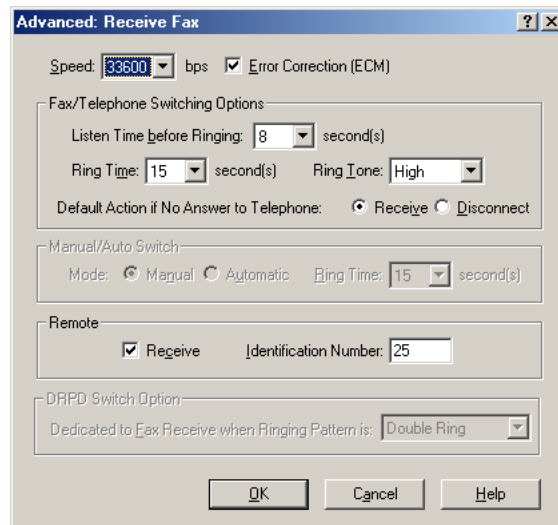 Advanced: Receive Fax
Speed: 33600 bps Error Correction (ECM)
Fax/Telephone Switching Options
Listen Time before Ringing: 8 second(s)
Ring Time: 15 second(s) Ring Tone: High
Default Action if No Answer to Telephone: Receive Disconnect
Manual/Auto Switch
Mode: Manual Automatic Ring Time: 15 second(s)
Remote
Receive Identification Number: 25
DRPD Switch Option
Dedicated to Fax Receive when Ringing Pattern is: Double Ring
OK Cancel Help